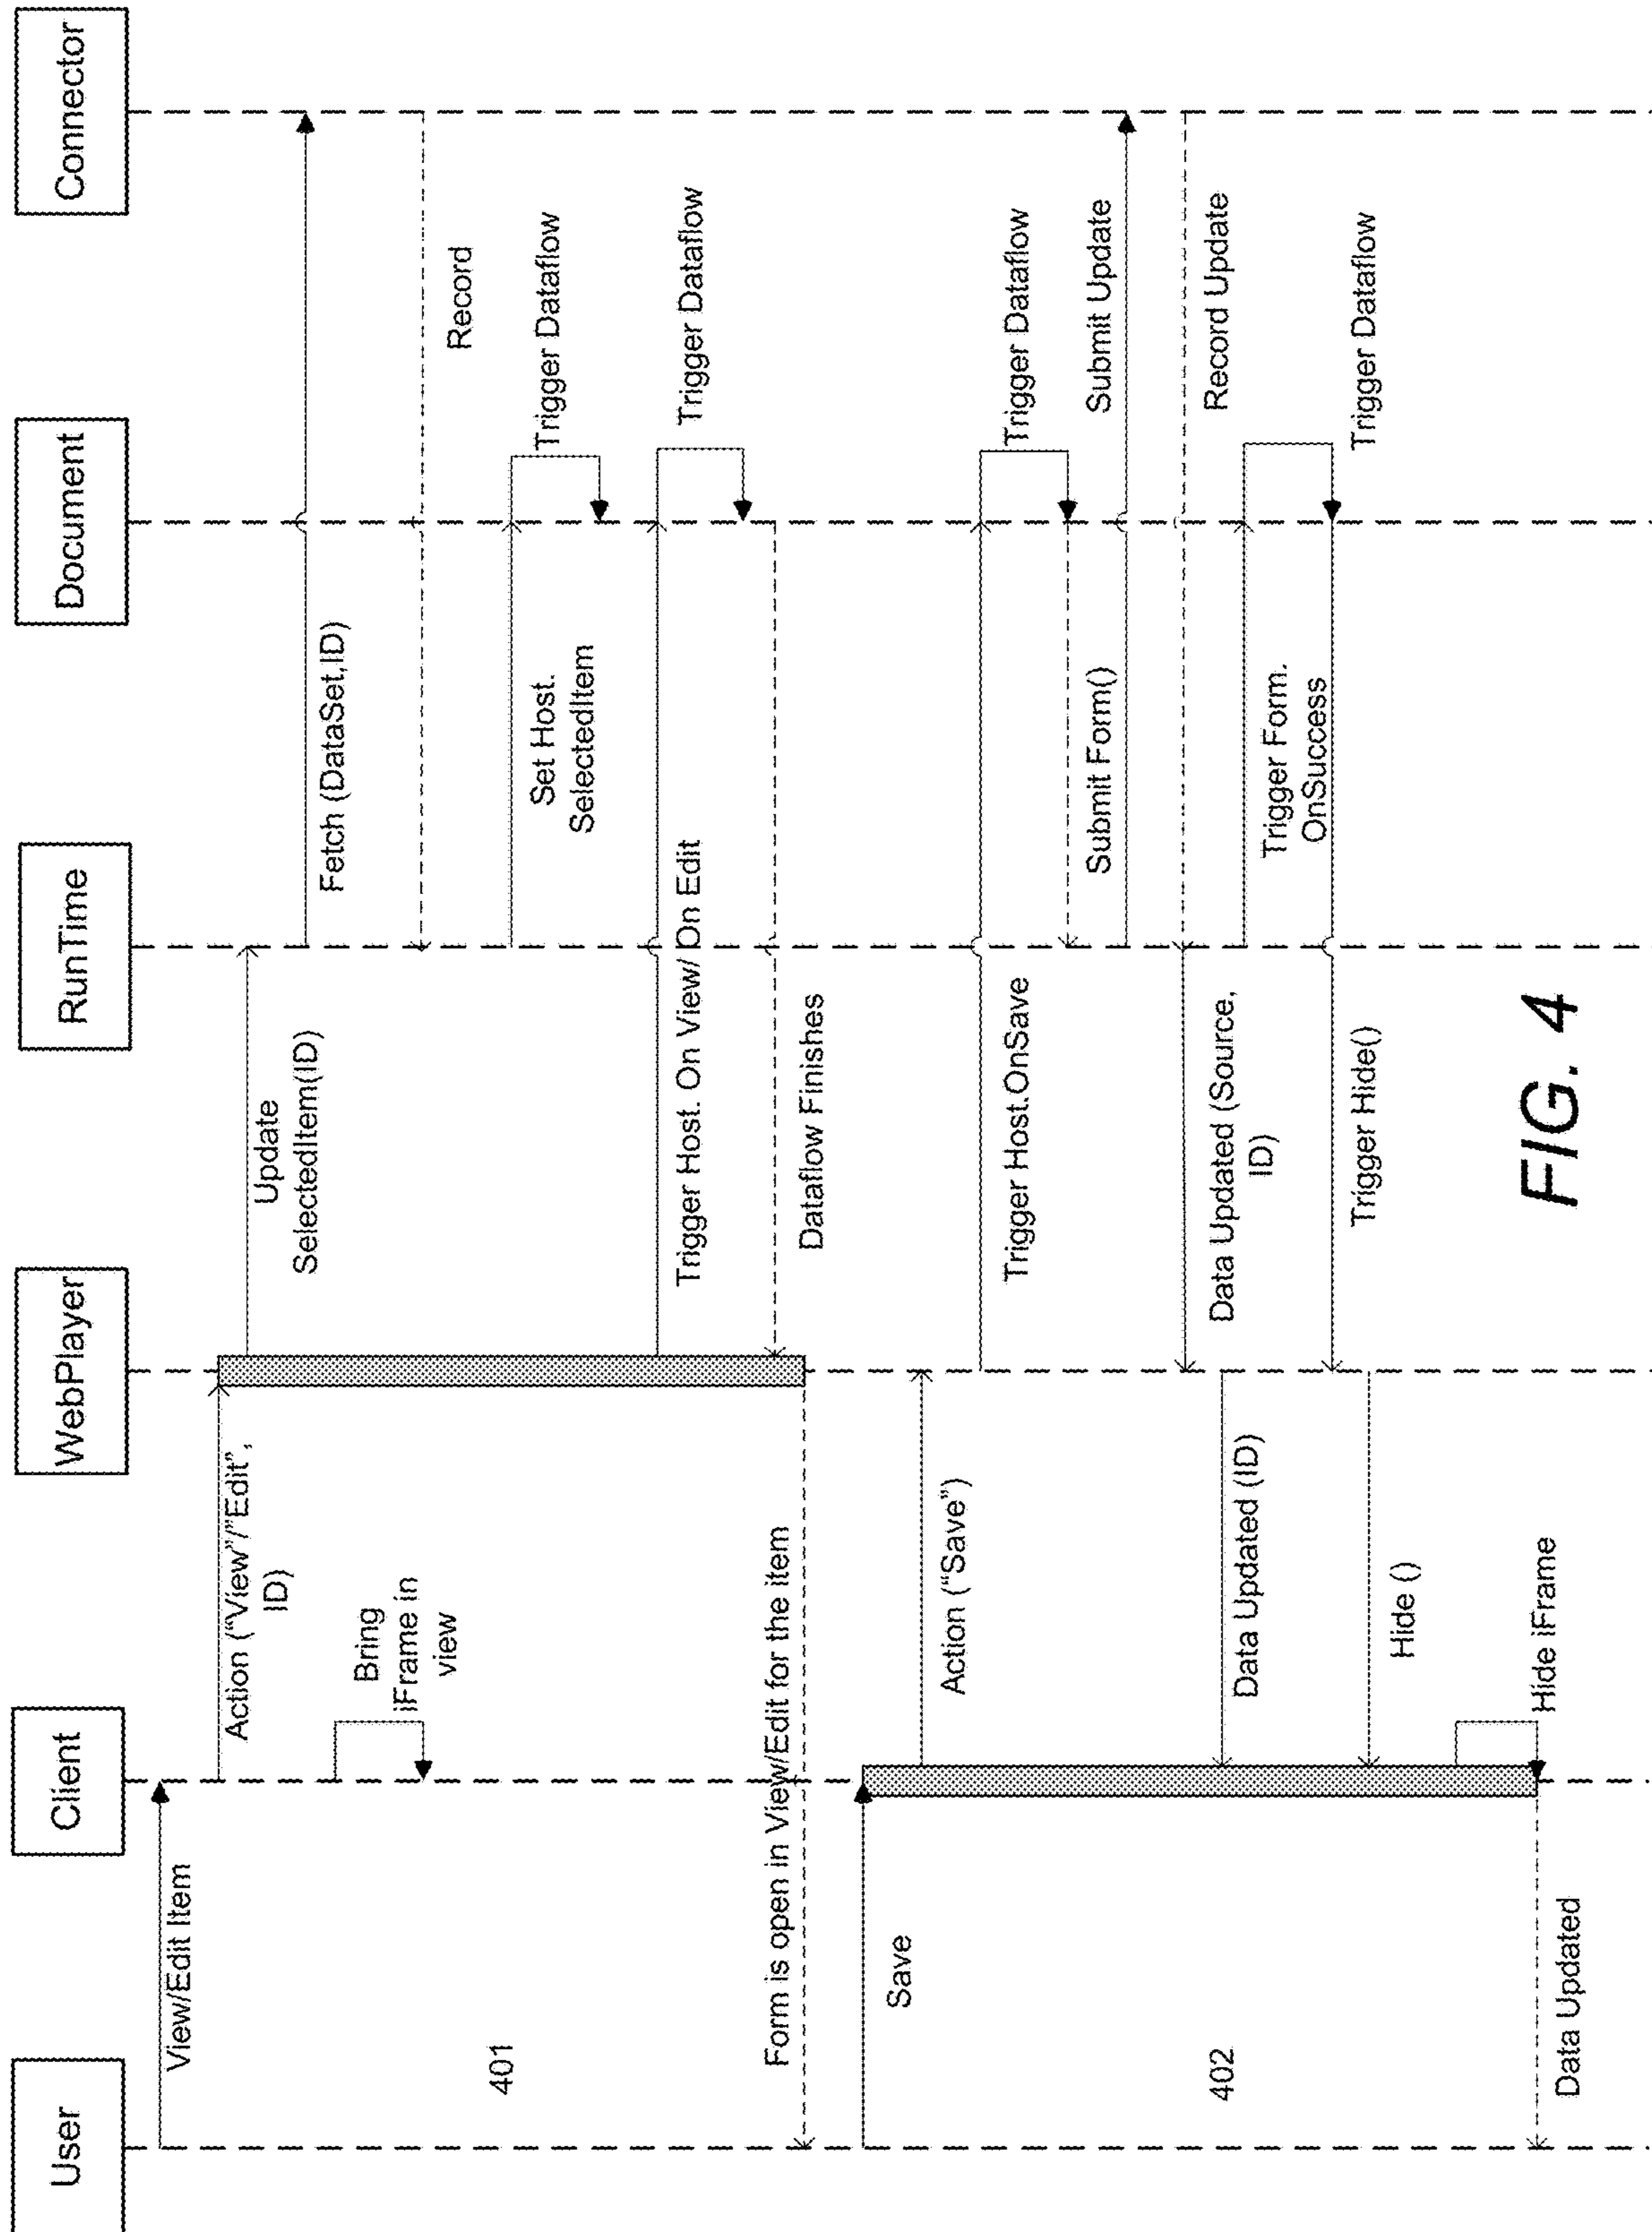 User
Client
WebPlayer
RunTime
Document
Connector
View/Edit Item
Action ("View"/"Edit",
ID)
Update
SelectedItem(ID)
Fetch (DataSet,ID)
Bring
iFrame in
view
Record
401
Set Host.
SelectedItem
Trigger Dataflow
Trigger Host. On View/ On Edit
Trigger Dataflow
Dataflow Finishes
Form is open in View/Edit for the item
Save
Action ("Save")
Trigger Host.OnSave
Trigger Dataflow
Submit Form()
Submit Update
402
Data Updated (ID)
Data Updated (Source,
ID)
Record Update
Trigger Form.
OnSuccess
Trigger Dataflow
Trigger Hide()
Hide ()
Hide iFrame
Data Updated
FIG. 4